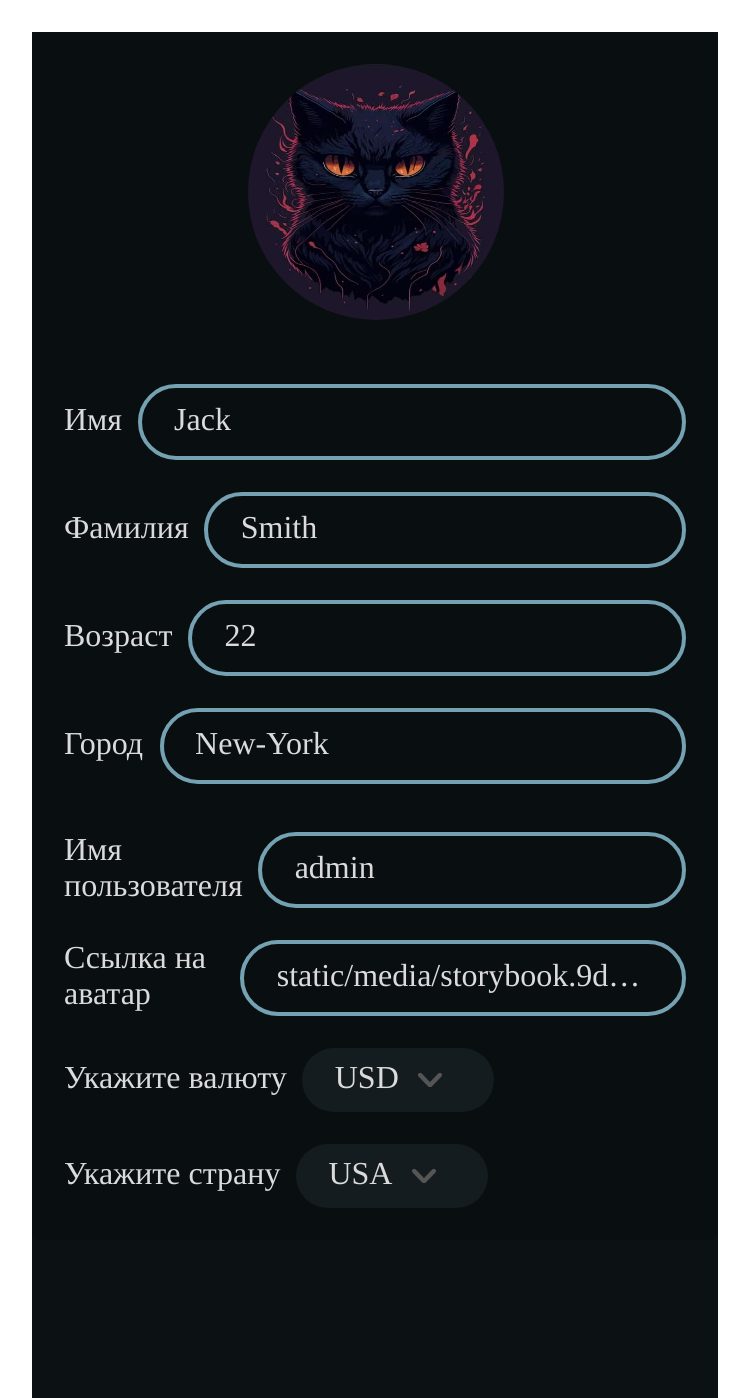 Имя Jack
Фамилия Smith
Возраст 22
Город New-York
Имя
пользователя admin
Ссылка на
аватар static/media/storybook.9d…
Укажите валюту USD
Укажите страну USA